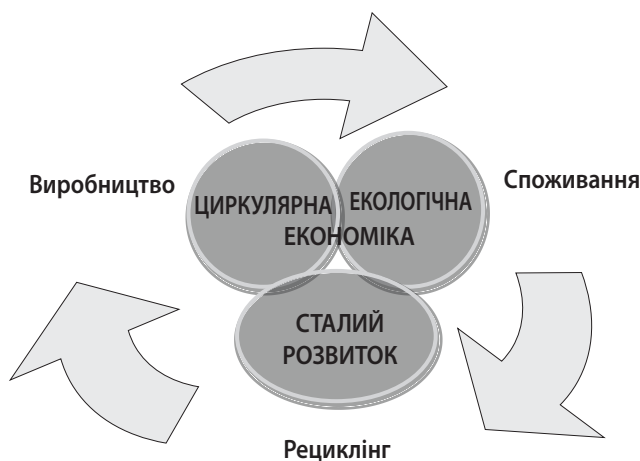 Виробництво
Споживання
ЦИРКУЛЯРНА
ЕКОЛОГІЧНА
ЕКОНОМІКА
СТАЛИЙ
РОЗВИТОК
Рециклінг